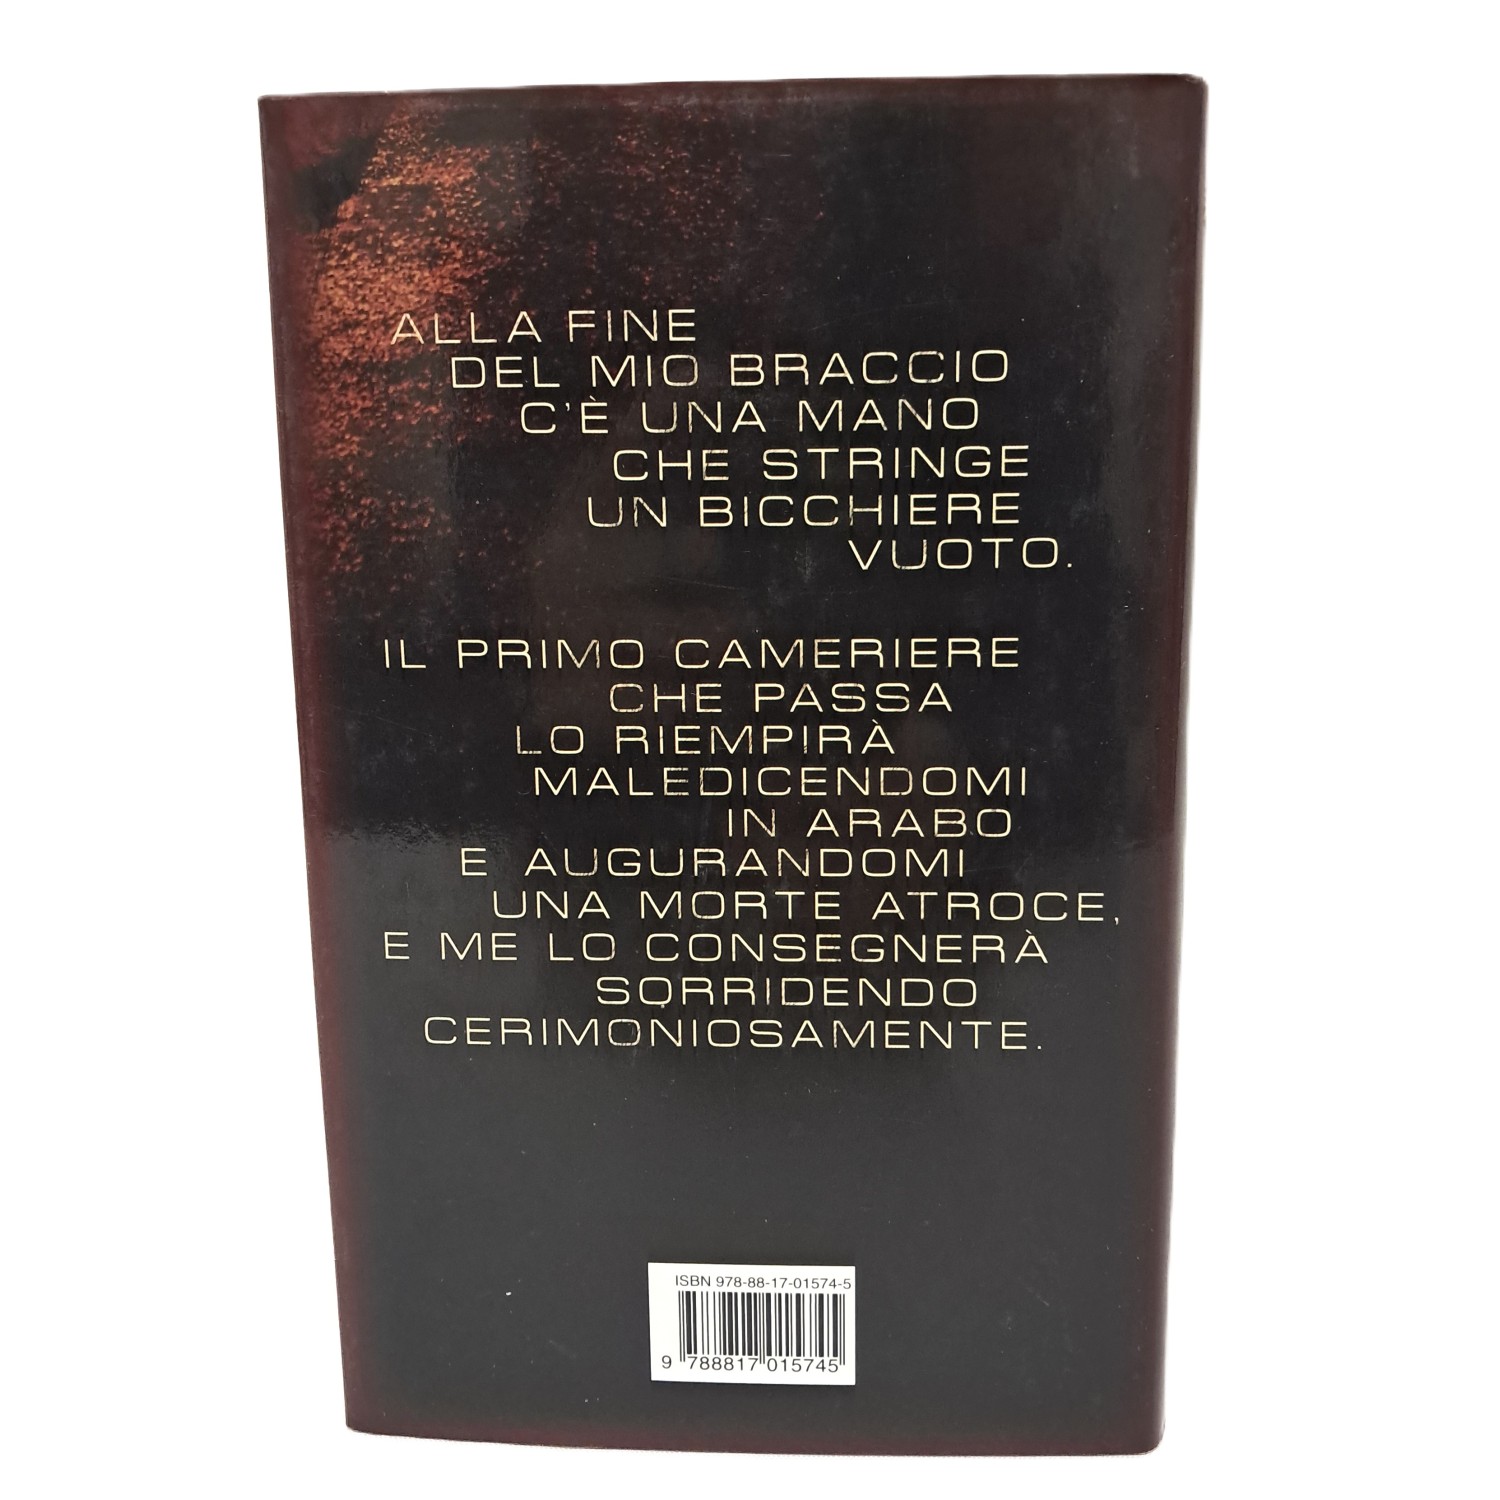 ALLA FINE
DEL MIO BRACCIO
C'È UNA MANO
CHE STRINGE
UN BICCHIERE
VUOTO.
IL PRIMO CAMERIERE
CHE PASSA
LO RIEMPIRÀ
MALEDICENDOMI
IN ARABO
E AUGURANDOMI
UNA MORTE ATROCE,
E ME LO CONSEGNERÀ
SORRIDENDO
CERIMONIOSAMENTE.
ISBN 978-88-17-01574-5
9 788817 015745